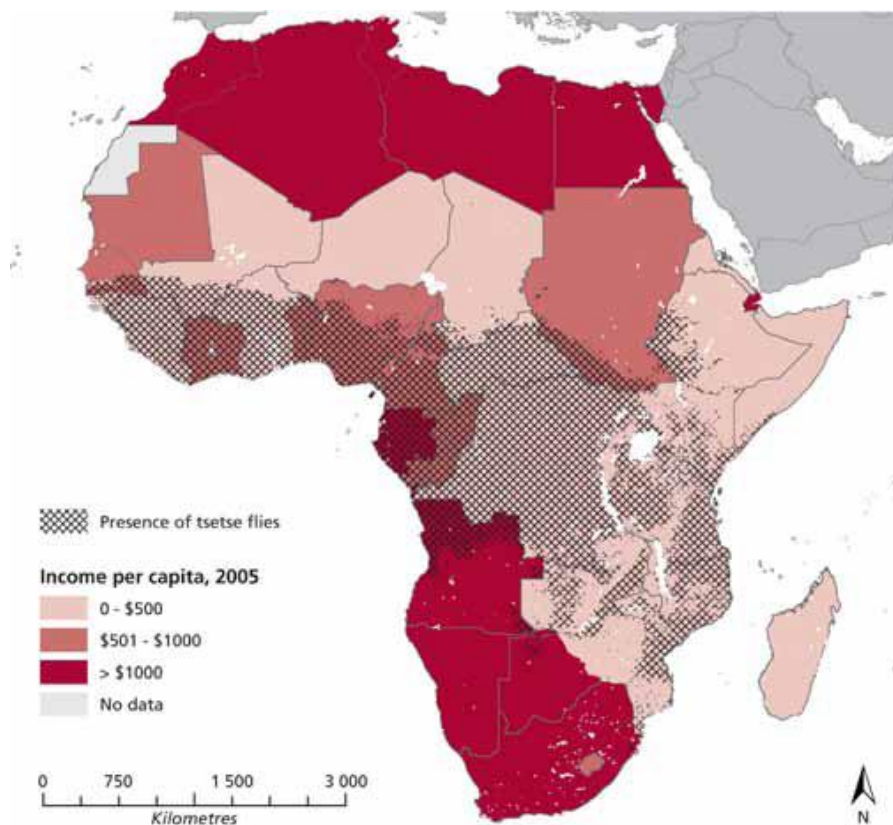 Presence of tsetse flies
Income per capita, 2005
0 - $500
$501 - $1000
> $1000
No data
0 750 1 500 3 000
Kilometres
N